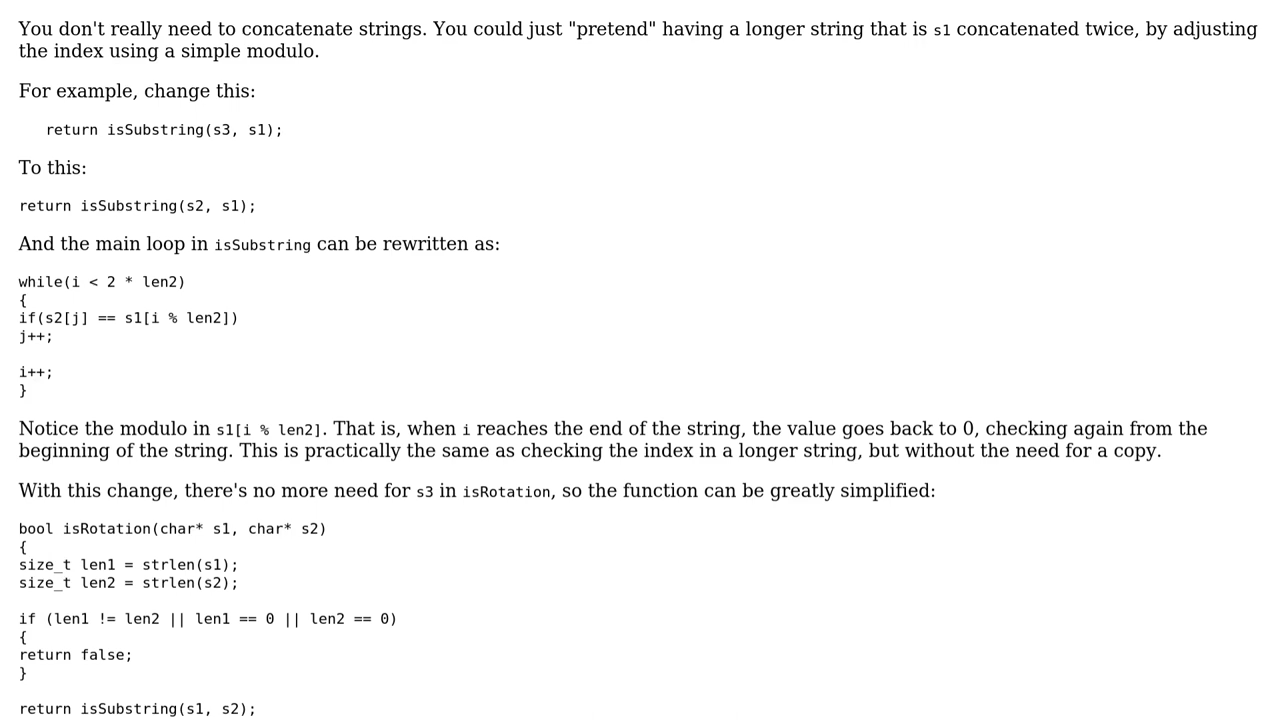 You don't really need to concatenate strings. You could just "pretend" having a longer string that is s1 concatenated twice, by adjusting
the index using a simple modulo.
For example, change this:
return isSubstring(s3, s1);
To this:
return isSubstring(s2, s1);
And the main loop in isSubstring can be rewritten as:
while(i < 2 * len2)
{
if(s2[j] == s1[i % len2])
j++;
i++;
}
Notice the modulo in s1[i % len2]. That is, when i reaches the end of the string, the value goes back to 0, checking again from the
beginning of the string. This is practically the same as checking the index in a longer string, but without the need for a copy.
With this change, there's no more need for s3 in isRotation, so the function can be greatly simplified:
bool isRotation(char* s1, char* s2)
{
size_t len1 = strlen(s1);
size_t len2 = strlen(s2);
if (len1 != len2 || len1 == 0 || len2 == 0)
{
return false;
}
return isSubstring(s1, s2);